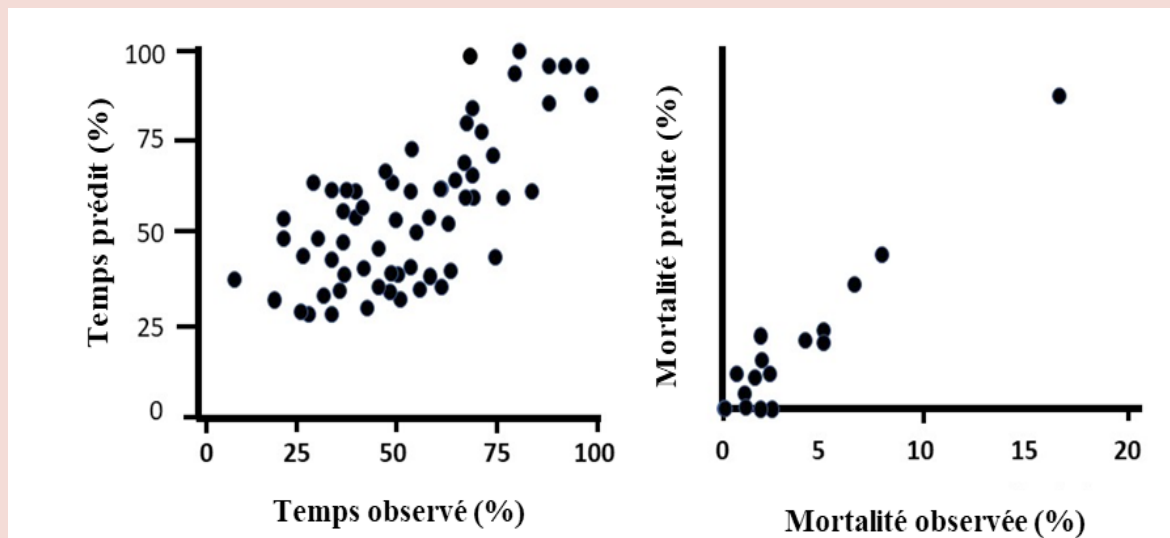 Temps prédit (%)
100
75
50
25
0
0 25 50 75 100
Temps observé (%)
Mortalité prédite (%)
0 5 10 15 20
Mortalité observée (%)